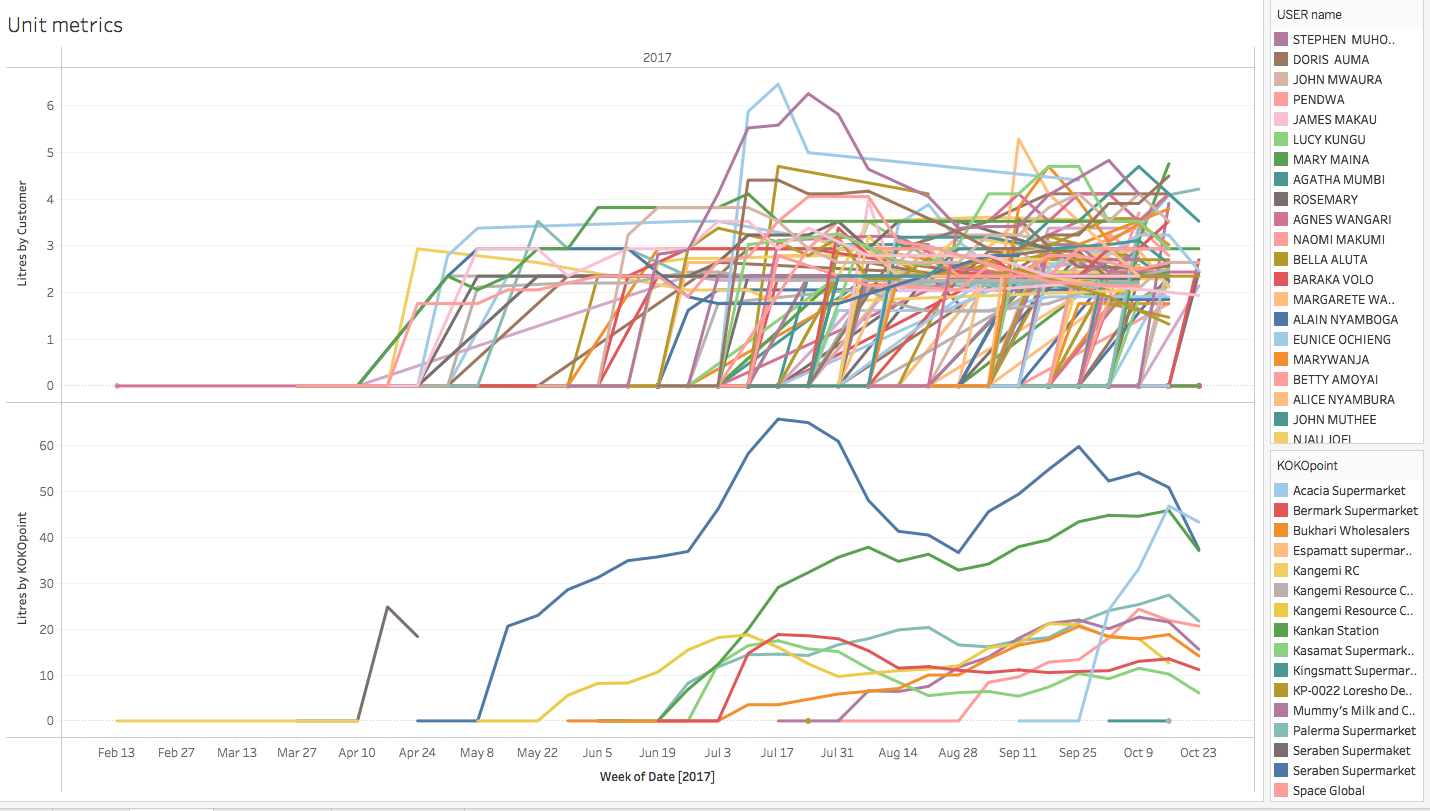 Unit metrics
2017
Litres by Customer
6
5
4
3
2
1
0
Litres by KOKOpoint
60
50
40
30
20
10
0
Feb 13 Feb 27 Mar 13 Mar 27 Apr 10 Apr 24 May 8 May 22 Jun 5 Jun 19 Jul 3 Jul 17 Jul 31 Aug 14 Aug 28 Sep 11 Sep 25 Oct 9 Oct 23
Week of Date [2017]
USER name
STEPHEN MUHO..
DORIS AUMA
JOHN MWAURA
PENDWA
JAMES MAKAU
LUCY KUNGU
MARY MAINA
AGATHA MUMBI
ROSEMARY
AGNES WANGARI
NAOMI MAKUMI
BELLA ALUTA
BARAKA VOLO
MARGARETE WA..
ALAIN NYAMBOGA
EUNICE OCHIENG
MARYWANJA
BETTY AMOYAI
ALICE NYAMBURA
JOHN MUTHEE
NJAU JOEL
KOKOpoint
Acacia Supermarket
Bermark Supermarket
Bukhari Wholesalers
Espamatt supermar..
Kangemi RC
Kangemi Resource C..
Kangemi Resource C..
Kankan Station
Kasamat Supermark..
Kingsmatt Supermar..
KP-0022 Loresho De..
Mummy's Milk and C..
Palerma Supermarket
Seraben Supermaket
Seraben Supermarket
Space Global